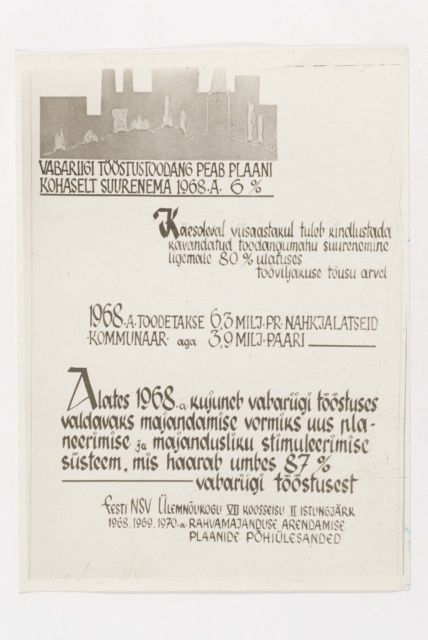 VABARIIGI TÖÖSTUSTOODANG PEAB PLAANI
KOHASELT SUURENEMA 1968.A. 6 %
Käesoleval viisaastakul tuleb kindlustada
kavandatud toodangumahu suurenemine
ligemale 80 % ulatuses
tööviljakuse tõusu arvel
1968.A. TOODETAKSE 6,3 MILJ. PR. NAHKJALATSEID
·KOMMUNAAR· aga 3,9 MILJ. PAARI
Alates 1968.a. kujuneb vabariigi tööstuses
valdavaks majandamise vormiks uus pla-
neerimise ja majandusliku stimuleerimise
süsteem, mis haarab umbes 87 %
vabariigi tööstusest
Eesti NSV Ülemnõukogu VII KOOSSEISU II ISTUNGJÄRK
1968, 1969, 1970.a. RAHVAMAJANDUSE ARENDAMISE
PLAANIDE PÕHIÜLESANDED